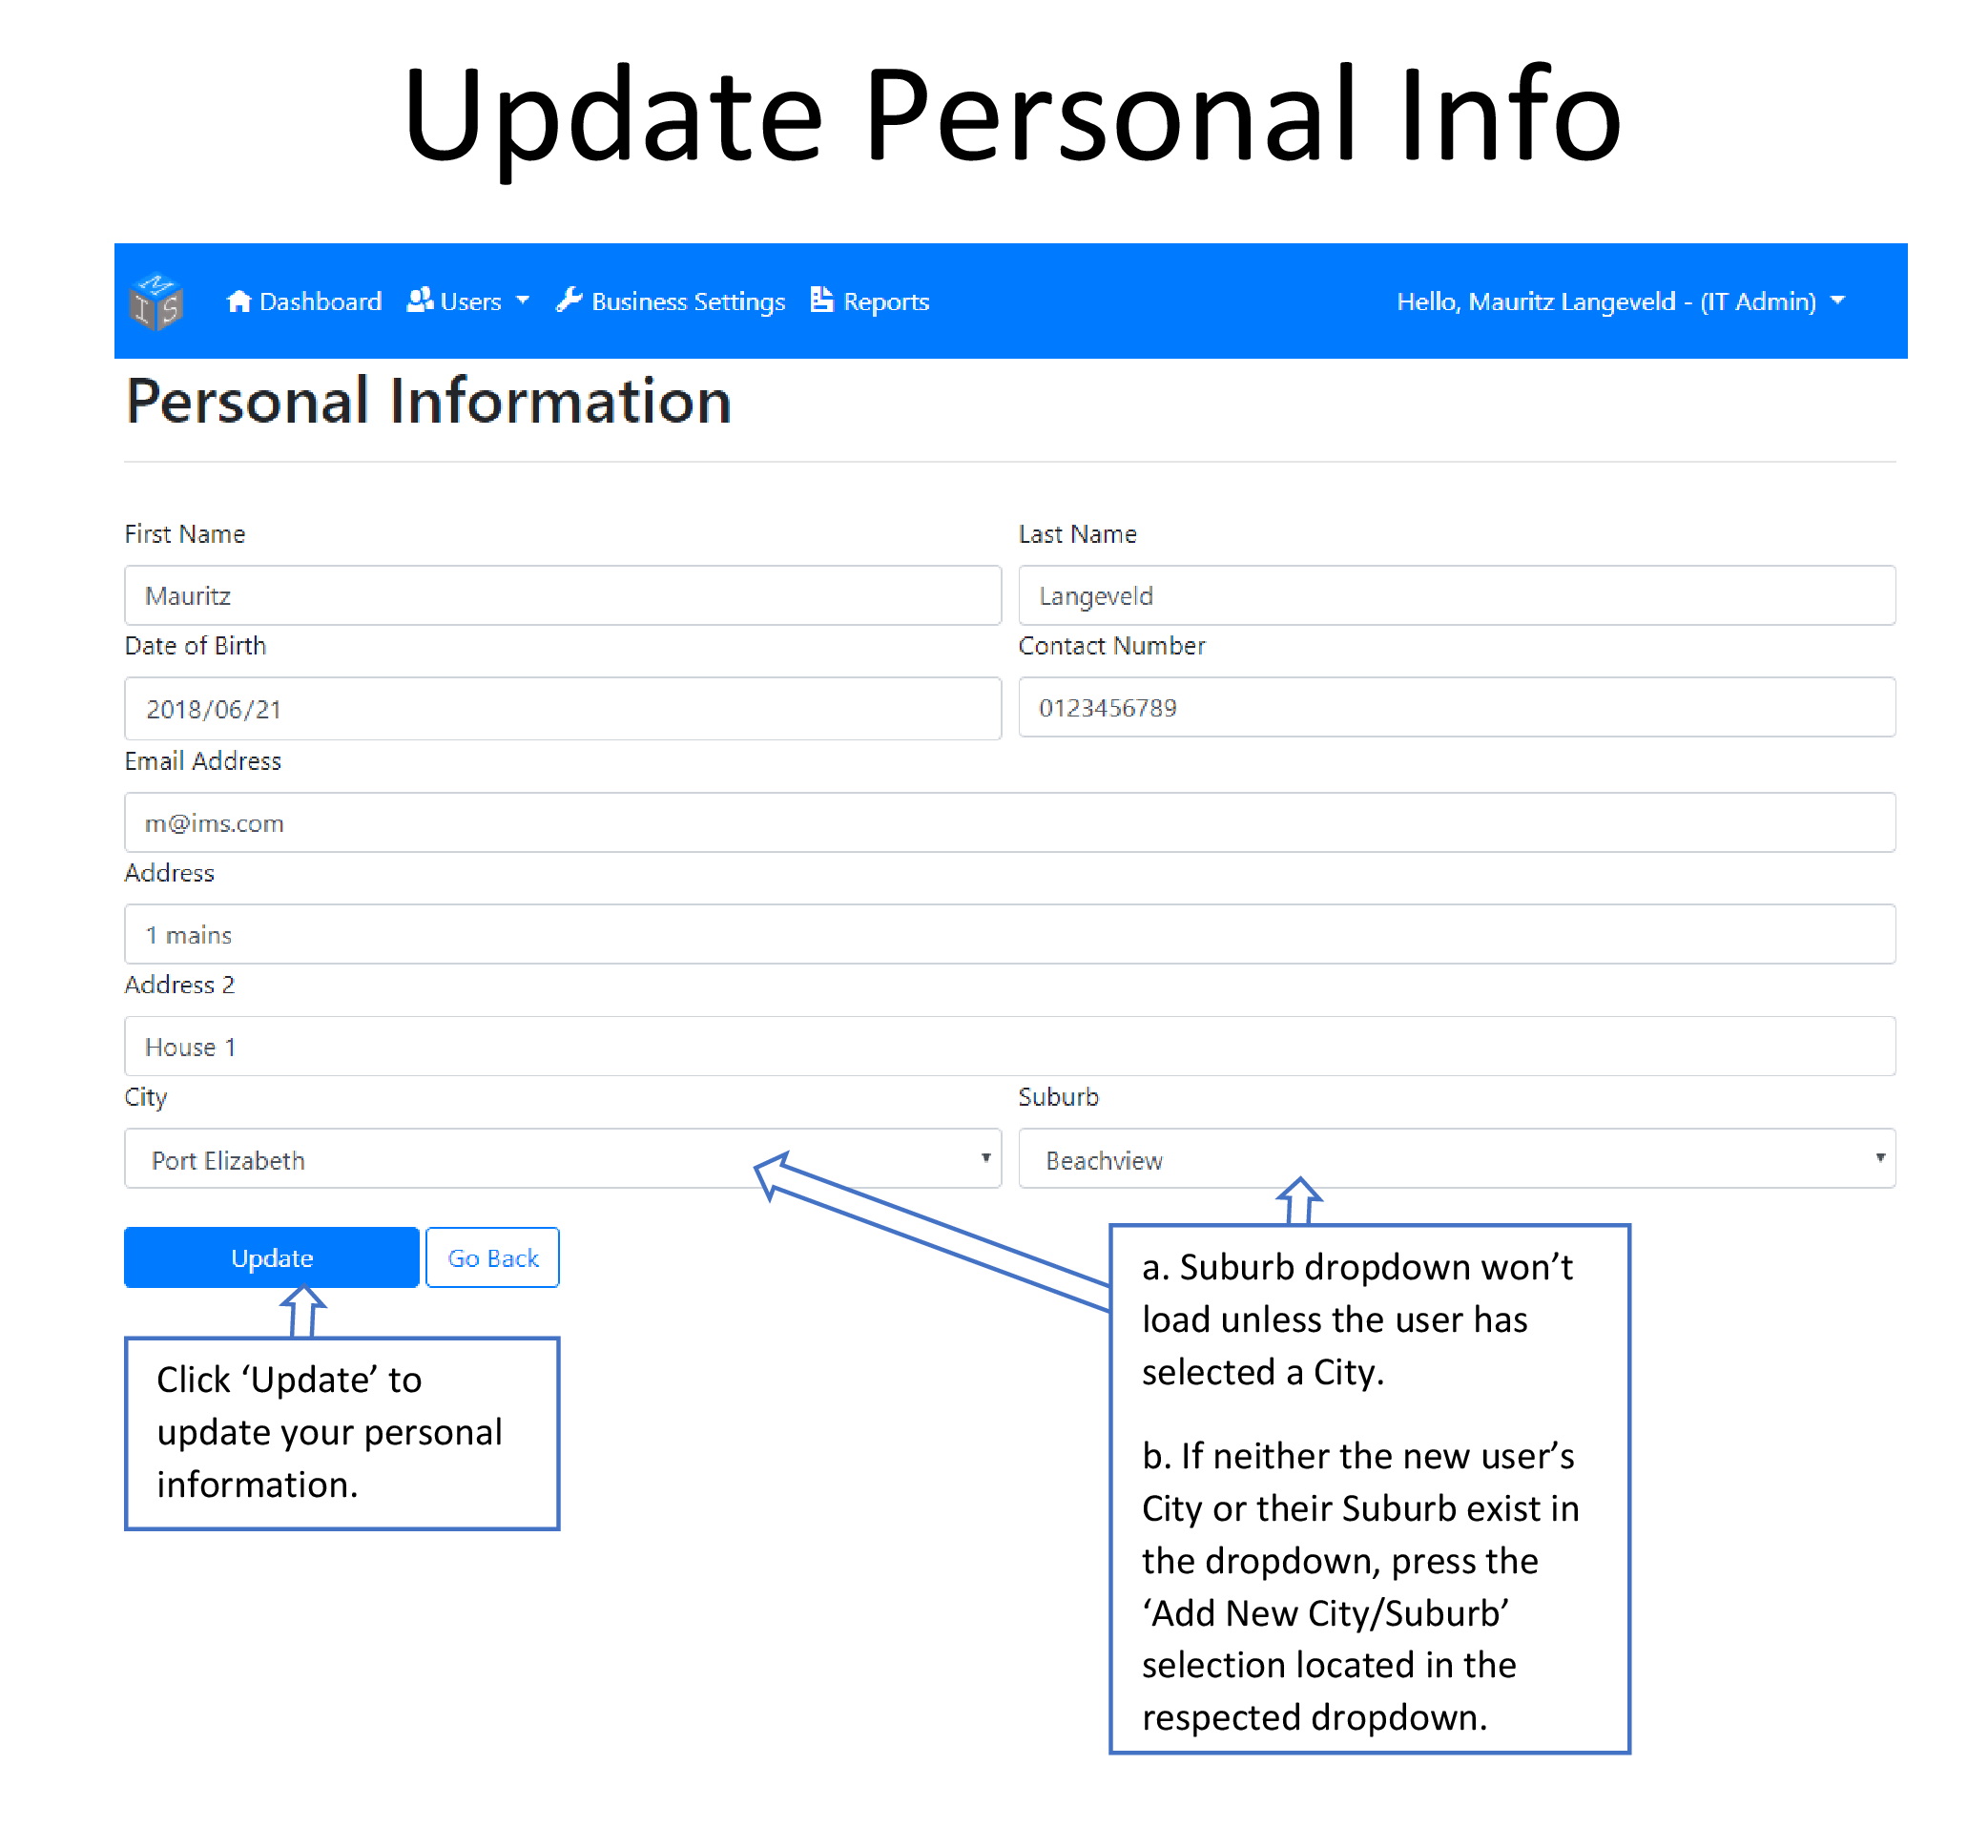 Update Personal Info
IMS Dashboard Users Business Settings Reports Hello, Mauritz Langeveld - (IT Admin)
Personal Information
First Name Last Name
Mauritz Langeveld
Date of Birth Contact Number
2018/06/21 0123456789
Email Address
m@ims.com
Address
1 mains
Address 2
House 1
City Suburb
Port Elizabeth Beachview
Update Go Back
Click ‘Update’ to
update your personal
information.
a. Suburb dropdown won’t
load unless the user has
selected a City.
b. If neither the new user’s
City or their Suburb exist in
the dropdown, press the
‘Add New City/Suburb’
selection located in the
respected dropdown.